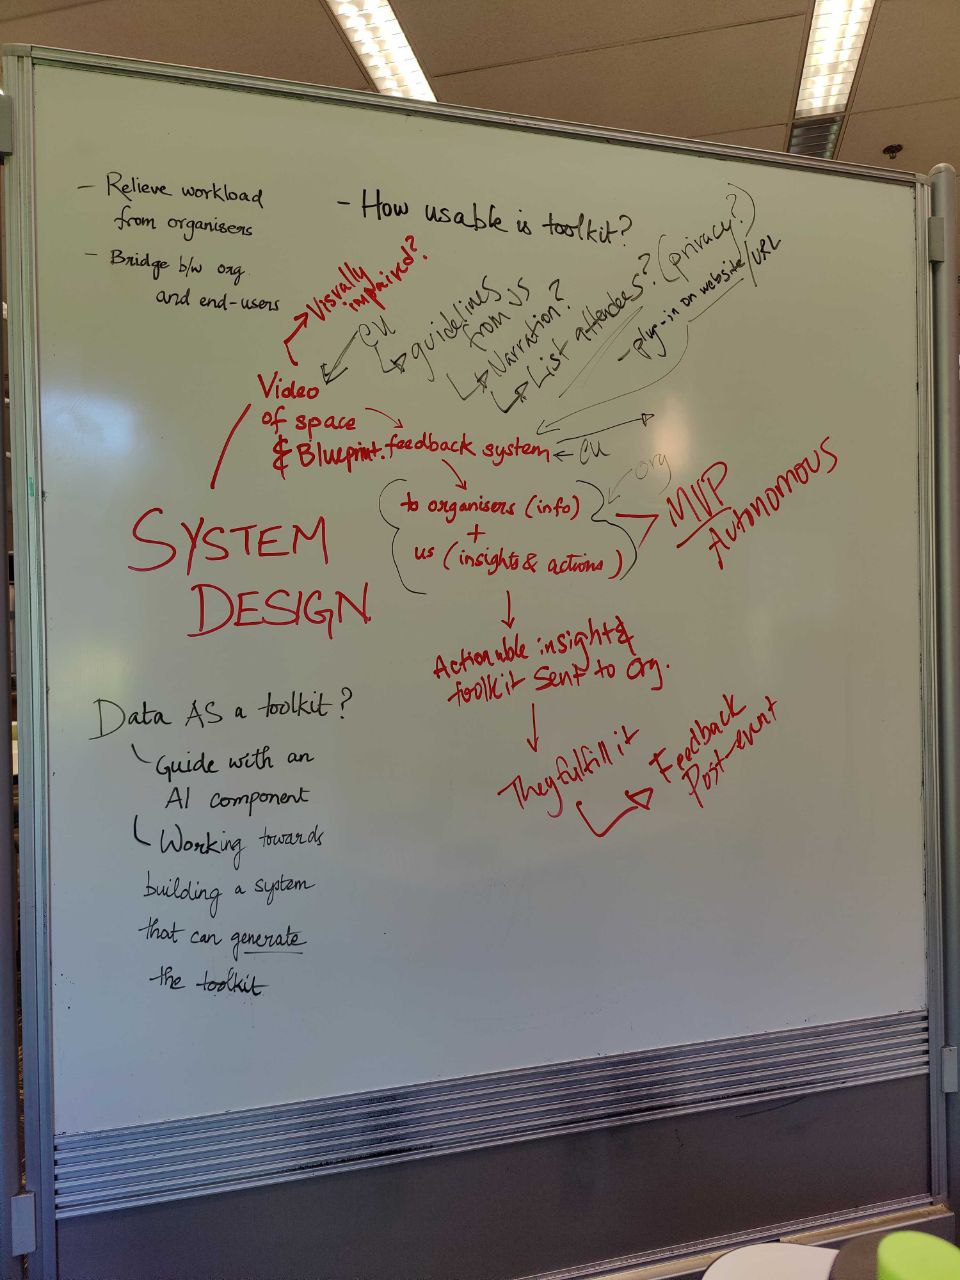 - Relieve workload
from organisers
- Bridge b/w org
and end-users
- How usable is toolkit?
Visually
impaired?
EU
guidelines
from us
Narration?
List attendees? (privacy?)
- plug-in on website/URL
Video
of space
& Blueprint.
feedback system
EU
org
to organisers (info)
+
us (insights & actions)
MVP
Autonomous
SYSTEM
DESIGN
Actionable insights &
toolkit sent to org.
They fulfill it
Feedback
Post-event
Data AS a toolkit?
Guide with an
AI component
Working towards
building a system
that can generate
the toolkit